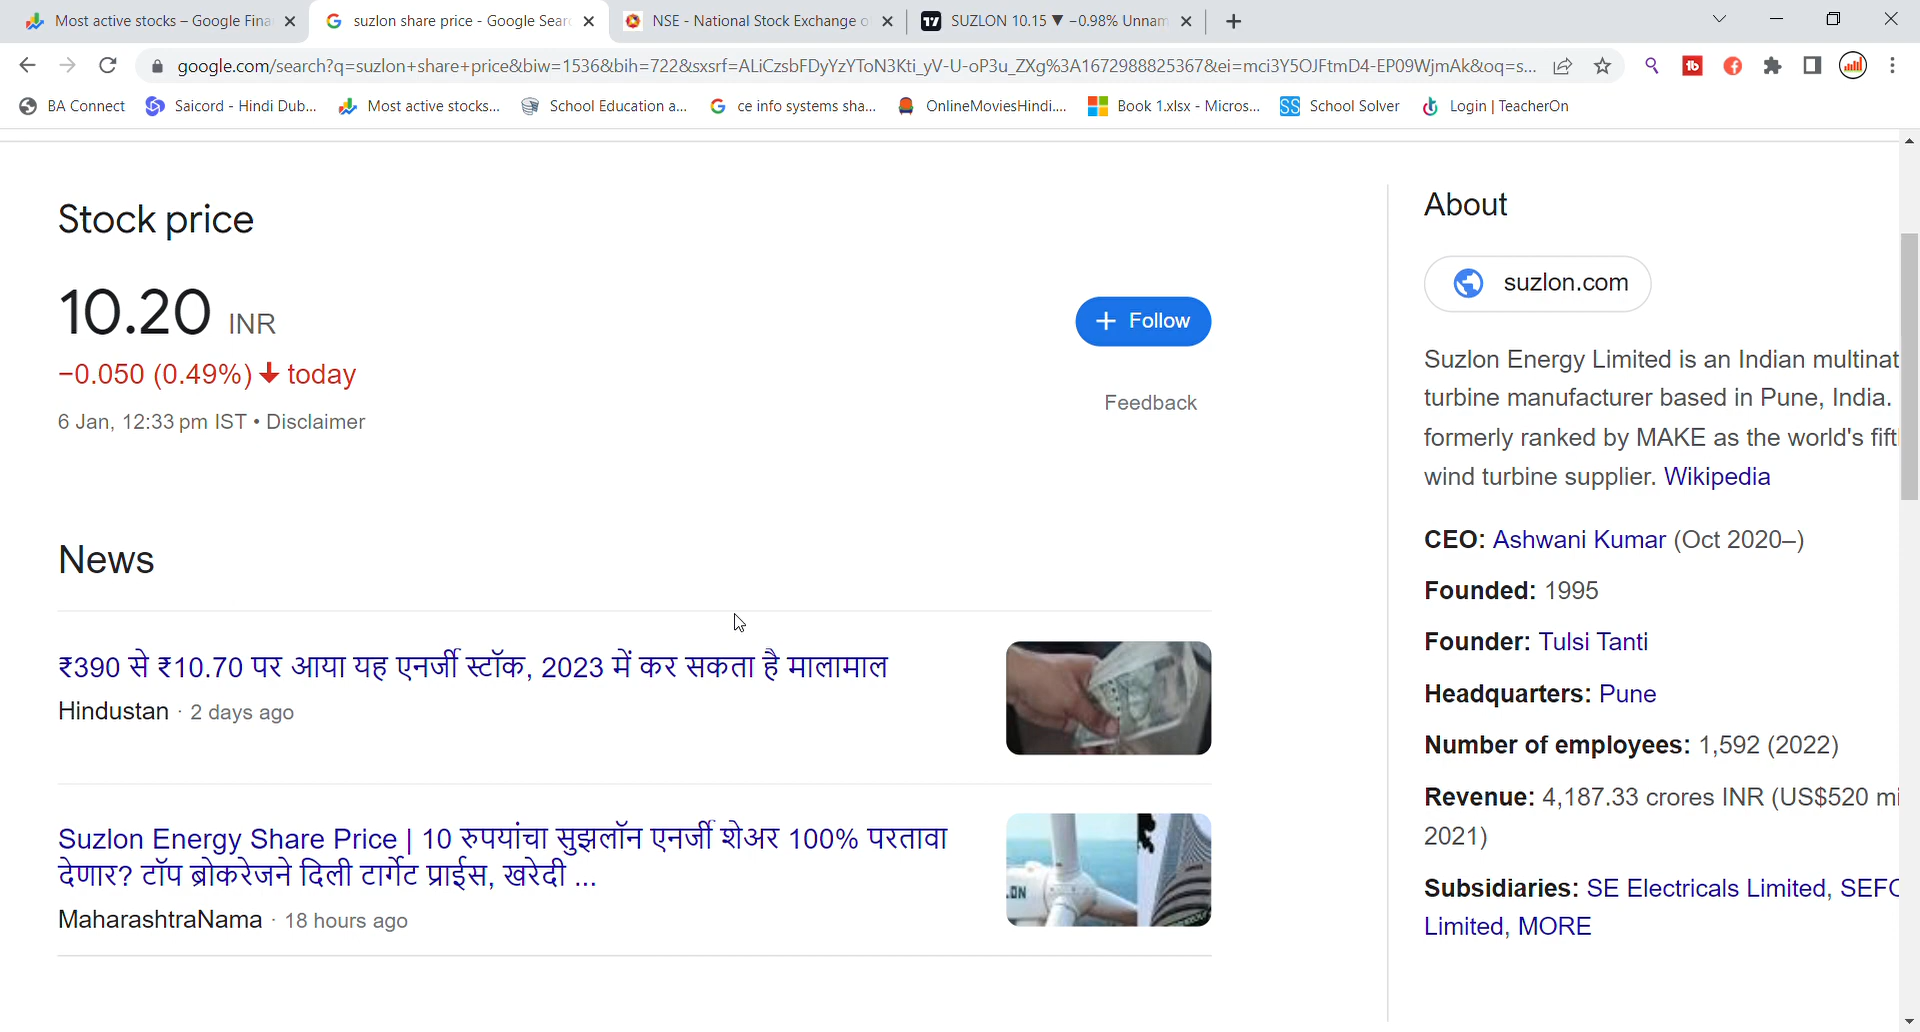 Most active stocks – Google Fina
suzlon share price - Google Sear
NSE - National Stock Exchange o
SUZLON 10.15 ▼ −0.98% Unnam
google.com/search?q=suzlon+share+price&biw=1536&bih=722&sxsrf=ALiCzsbFDyYzYToN3Kti_yV-U-oP3u_ZXg%3A1672988825367&ei=mci3Y5OJFtmD4-EP09WjmAk&oq=s...
BA Connect
Saicord - Hindi Dub...
Most active stocks...
School Education a...
ce info systems sha...
OnlineMoviesHindi....
Book 1.xlsx - Micros...
School Solver
Login | TeacherOn
Stock price
10.20 INR
−0.050 (0.49%) ↓ today
6 Jan, 12:33 pm IST • Disclaimer
+ Follow
Feedback
News
₹390 से ₹10.70 पर आया यह एनर्जी स्टॉक, 2023 में कर सकता है मालामाल
Hindustan · 2 days ago
Suzlon Energy Share Price | 10 रुपयांचा सुझलॉन एनर्जी शेअर 100% परतावा
देणार? टॉप ब्रोकरेजने दिली टार्गेट प्राईस, खरेदी ...
MaharashtraNama · 18 hours ago
About
suzlon.com
Suzlon Energy Limited is an Indian multinat
turbine manufacturer based in Pune, India.
formerly ranked by MAKE as the world's fift
wind turbine supplier. Wikipedia
CEO: Ashwani Kumar (Oct 2020–)
Founded: 1995
Founder: Tulsi Tanti
Headquarters: Pune
Number of employees: 1,592 (2022)
Revenue: 4,187.33 crores INR (US$520 mi
2021)
Subsidiaries: SE Electricals Limited, SEFC
Limited, MORE